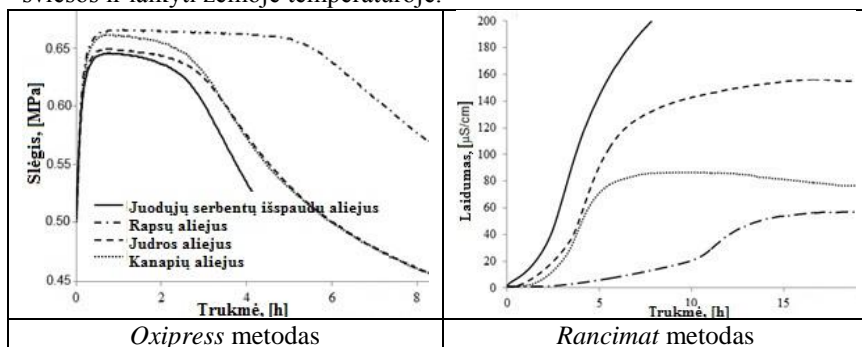 šviesos ir laikyti žemoje temperatūroje.
Slėgis, [MPa]
0.65
0.60
0.55
0.50
0.45
Juodųjų serbentų išspaudų aliejus
Rapsų aliejus
Judros aliejus
Kanapių aliejus
0 2 4 6 8
Trukmė, [h]
Oxipress metodas
Laidumas, [µS/cm]
200
180
160
140
120
100
80
60
40
20
0
0 5 10 15
Trukmė, [h]
Rancimat metodas